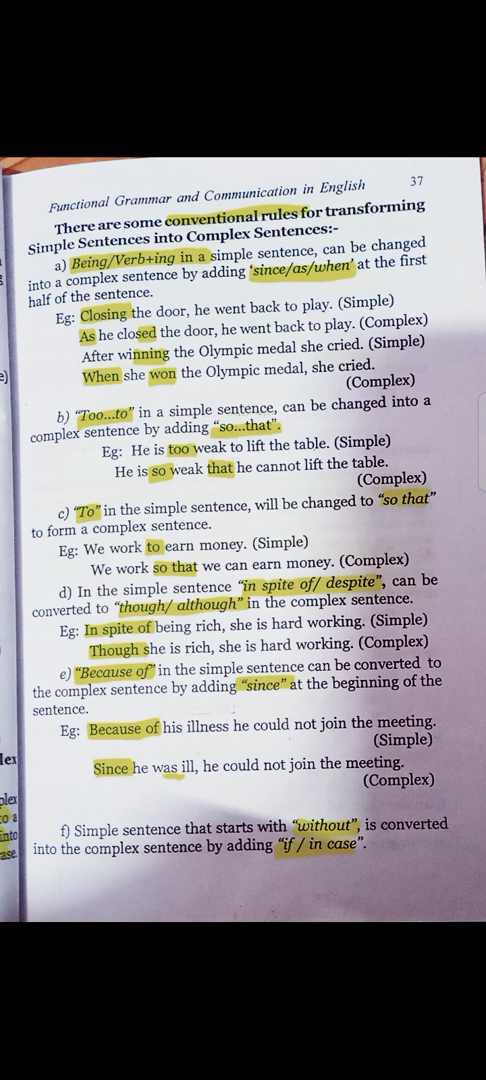 Functional Grammar and Communication in English 37
There are some conventional rules for transforming
Simple Sentences into Complex Sentences:-
a) Being/Verb+ing in a simple sentence, can be changed
into a complex sentence by adding 'since/as/when' at the first
half of the sentence.
Eg: Closing the door, he went back to play. (Simple)
As he closed the door, he went back to play. (Complex)
After winning the Olympic medal she cried. (Simple)
When she won the Olympic medal, she cried.
(Complex)
b) "Too...to" in a simple sentence, can be changed into a
complex sentence by adding "so...that".
Eg: He is too weak to lift the table. (Simple)
He is so weak that he cannot lift the table.
(Complex)
c) "To" in the simple sentence, will be changed to "so that"
to form a complex sentence.
Eg: We work to earn money. (Simple)
We work so that we can earn money. (Complex)
d) In the simple sentence "in spite of/ despite", can be
converted to "though/ although" in the complex sentence.
Eg: In spite of being rich, she is hard working. (Simple)
Though she is rich, she is hard working. (Complex)
e) "Because of" in the simple sentence can be converted to
the complex sentence by adding "since" at the beginning of the
sentence.
Eg: Because of his illness he could not join the meeting.
(Simple)
Since he was ill, he could not join the meeting.
(Complex)
f) Simple sentence that starts with "without", is converted
into the complex sentence by adding "if / in case".
e)
lex
plex
to a
into
ase.